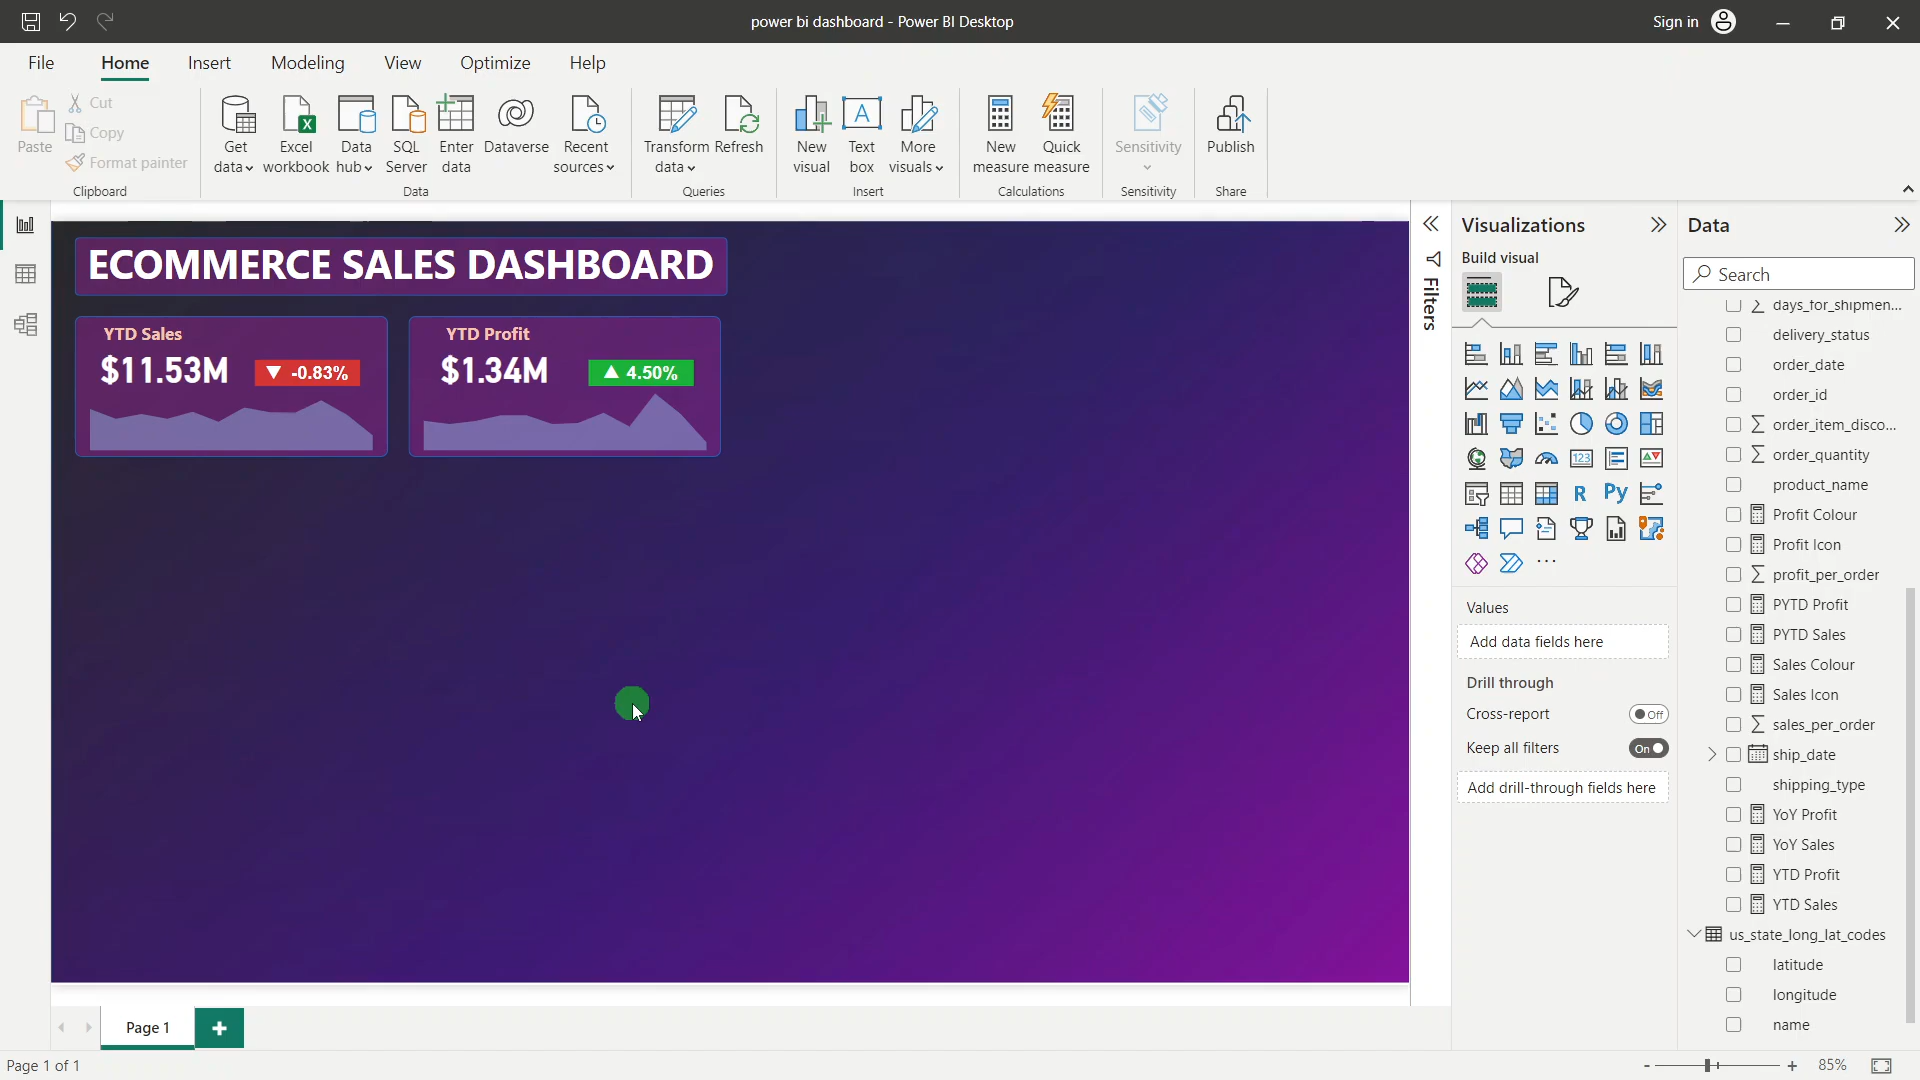 power bi dashboard - Power BI Desktop
Sign in
File
Home
Insert
Modeling
View
Optimize
Help
Paste
Cut
Copy
Format painter
Clipboard
Get
data
Excel
workbook
Data
hub
SQL
Server
Enter
data
Dataverse
Recent
sources
Data
Transform
data
Refresh
Queries
New
visual
Text
box
More
visuals
Insert
New
measure
Quick
measure
Calculations
Sensitivity
Sensitivity
Publish
Share
ECOMMERCE SALES DASHBOARD
YTD Sales
$11.53M
▼ -0.83%
YTD Profit
$1.34M
▲ 4.50%
Filters
Visualizations
Build visual
123
R
Py
...
Values
Add data fields here
Drill through
Cross-report
Off
Keep all filters
On
Add drill-through fields here
Data
Search
days_for_shipmen...
delivery_status
order_date
order_id
order_item_disco...
order_quantity
product_name
Profit Colour
Profit Icon
profit_per_order
PYTD Profit
PYTD Sales
Sales Colour
Sales Icon
sales_per_order
ship_date
shipping_type
YoY Profit
YoY Sales
YTD Profit
YTD Sales
us_state_long_lat_codes
latitude
longitude
name
Page 1
Page 1 of 1
85%